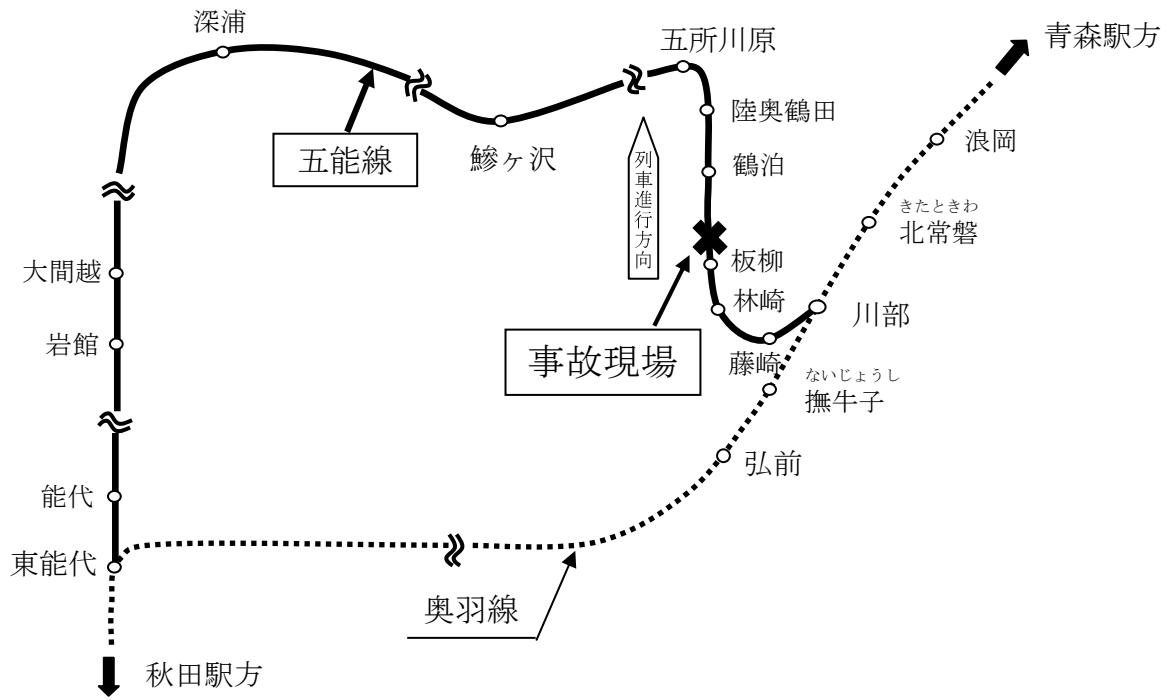 深浦
五所川原
青森駅方
陸奥鶴田
浪岡
五能線
鰺ヶ沢
列車進行方向
鶴泊
きたときわ
北常磐
大間越
板柳
林崎
川部
岩館
事故現場
藤崎
ないじょうし
撫牛子
弘前
能代
東能代
奥羽線
秋田駅方